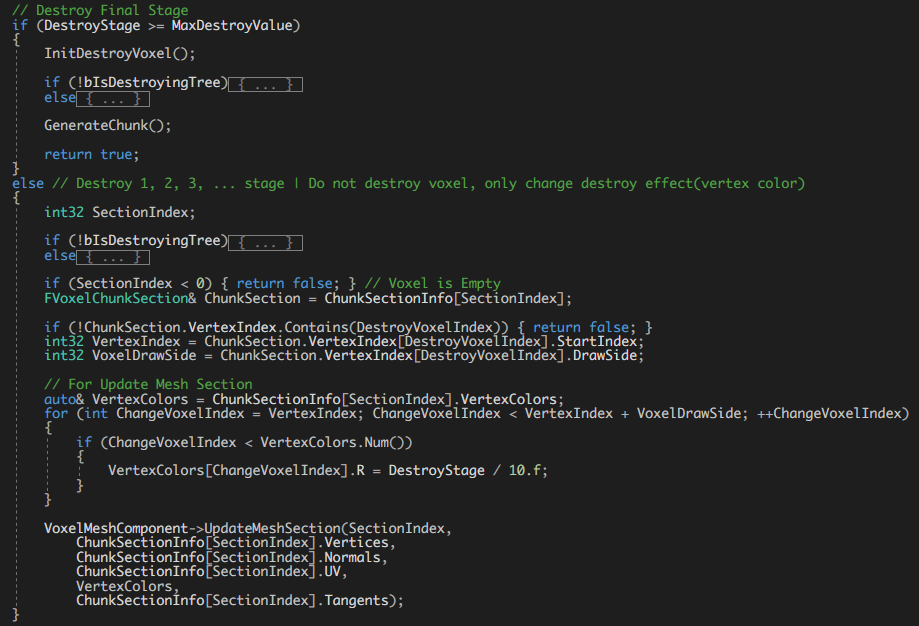 // Destroy Final Stage
if (DestroyStage >= MaxDestroyValue)
{
InitDestroyVoxel();
if (!bIsDestroyingTree){ ... }
else{ ... }
GenerateChunk();
return true;
}
else // Destroy 1, 2, 3, ... stage | Do not destroy voxel, only change destroy effect(vertex color)
{
int32 SectionIndex;
if (!bIsDestroyingTree){ ... }
else{ ... }
if (SectionIndex < 0) { return false; } // Voxel is Empty
FVoxelChunkSection& ChunkSection = ChunkSectionInfo[SectionIndex];
if (!ChunkSection.VertexIndex.Contains(DestroyVoxelIndex)) { return false; }
int32 VertexIndex = ChunkSection.VertexIndex[DestroyVoxelIndex].StartIndex;
int32 VoxelDrawSide = ChunkSection.VertexIndex[DestroyVoxelIndex].DrawSide;
// For Update Mesh Section
auto& VertexColors = ChunkSectionInfo[SectionIndex].VertexColors;
for (int ChangeVoxelIndex = VertexIndex; ChangeVoxelIndex < VertexIndex + VoxelDrawSide; ++ChangeVoxelIndex)
{
if (ChangeVoxelIndex < VertexColors.Num())
{
VertexColors[ChangeVoxelIndex].R = DestroyStage / 10.f;
}
}
VoxelMeshComponent->UpdateMeshSection(SectionIndex,
ChunkSectionInfo[SectionIndex].Vertices,
ChunkSectionInfo[SectionIndex].Normals,
ChunkSectionInfo[SectionIndex].UV,
VertexColors,
ChunkSectionInfo[SectionIndex].Tangents);
}